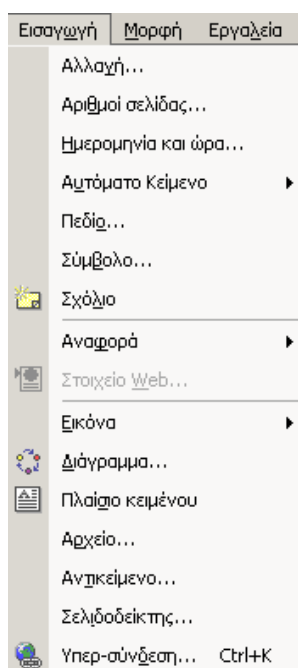 Εισαγωγή Μορφή Εργαλεία
Αλλαγή...
Αριθμοί σελίδας...
Ημερομηνία και ώρα...
Αυτόματο Κείμενο
Πεδίο...
Σύμβολο...
Σχόλιο
Αναφορά
Στοιχείο Web...
Εικόνα
Διάγραμμα...
Πλαίσιο κειμένου
Αρχείο...
Αντικείμενο...
Σελιδοδείκτης...
Υπερ-σύνδεση... Ctrl+K